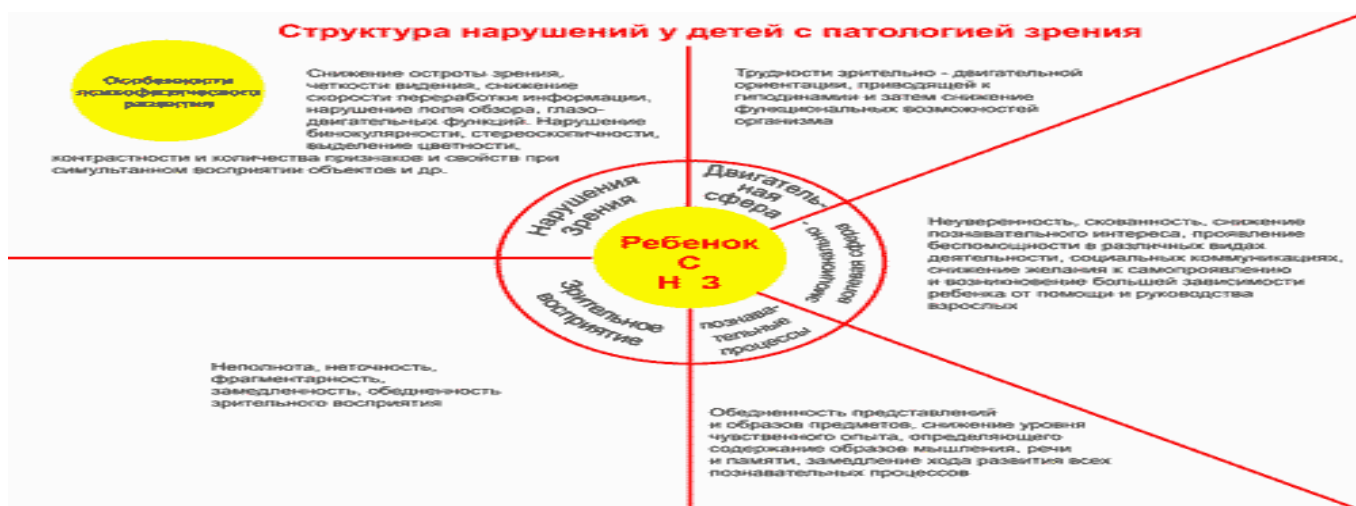 Структура нарушений у детей с патологией зрения
Особенности
психофизического
развития
Снижение остроты зрения,
четкости видения, снижение
скорости переработки информации,
нарушение поля обзора, глазо-
двигательных функций. Нарушение
бинокулярности, стереоскопичности,
выделение цветности,
контрастности и количества признаков и свойств при
симультанном восприятии объектов и др.
Трудности зрительно - двигательной
ориентации, приводящей к
гиподинамии и затем снижение
функциональных возможностей
организма
Нарушения
Зрения
Двигатель-
ная
сфера
эмоционально -
волевая сфера
Ребенок
С
Н З
Зрительное
восприятие
познава-
тельные
процессы
Неуверенность, скованность, снижение
познавательного интереса, проявление
беспомощности в различных видах
деятельности, социальных коммуникациях,
снижение желания к самопроявлению
и возникновение большей зависимости
ребенка от помощи и руководства
взрослых
Неполнота, неточность,
фрагментарность,
замедленность, обедненность
зрительного восприятия
Обедненность представлений
и образов предметов, снижение уровня
чувственного опыта, определяющего
содержание образов мышления, речи
и памяти, замедление хода развития всех
познавательных процессов